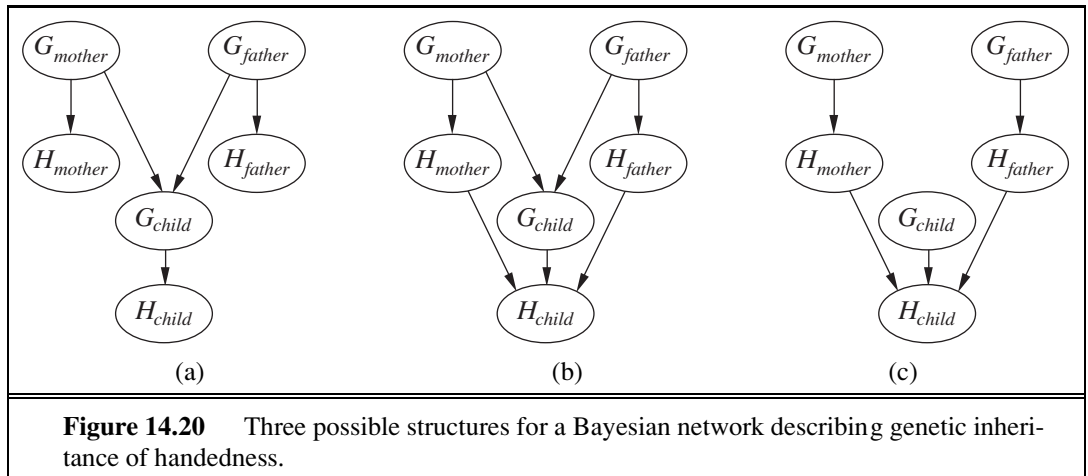 G_mother G_father G_mother G_father G_mother G_father
H_mother H_father H_mother H_father H_mother H_father
G_child G_child G_child
H_child H_child H_child
(a) (b) (c)
Figure 14.20 Three possible structures for a Bayesian network describing genetic inheri-
tance of handedness.